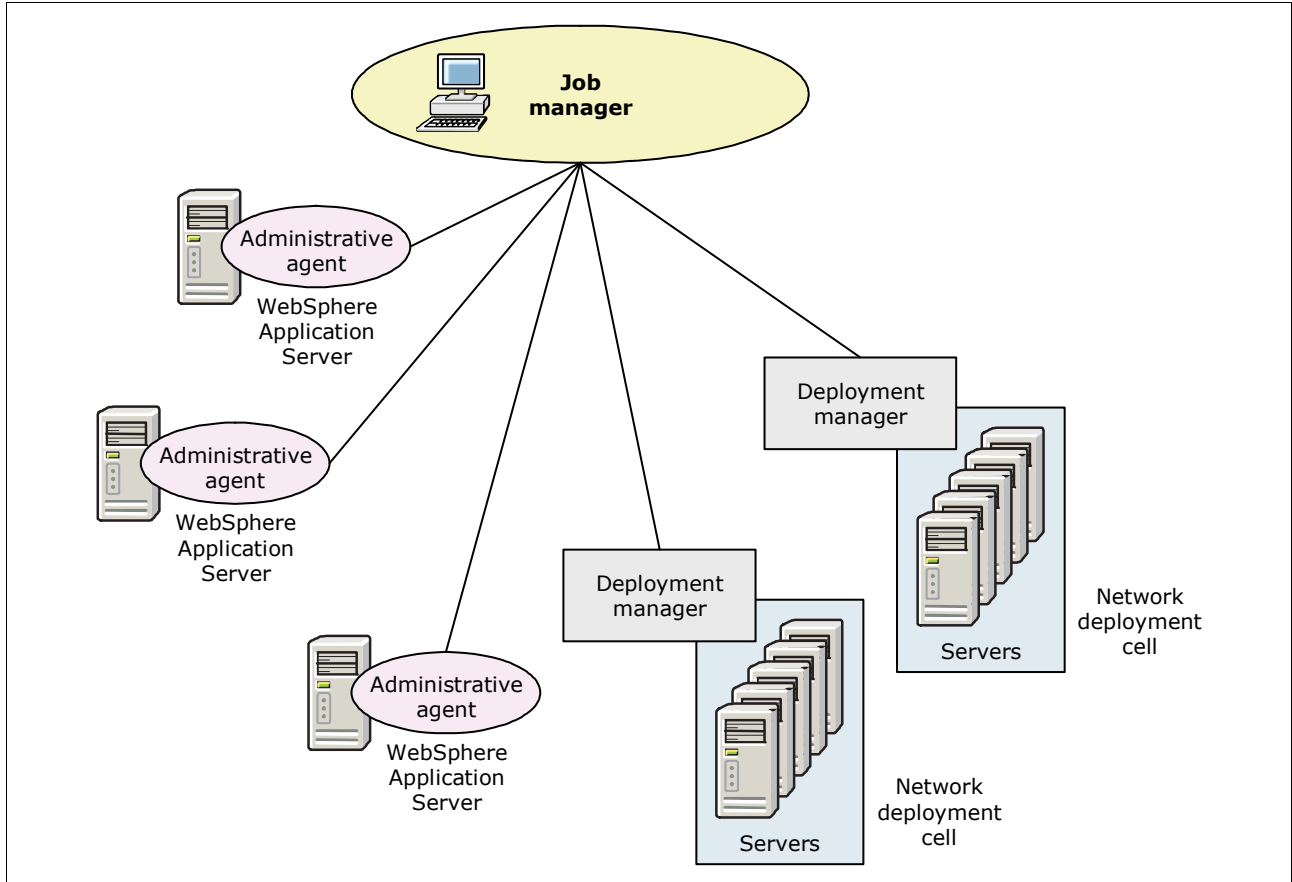 Job
manager
Administrative
agent
WebSphere
Application
Server
Administrative
agent
WebSphere
Application
Server
Administrative
agent
WebSphere
Application
Server
Deployment
manager
Servers
Network
deployment
cell
Deployment
manager
Servers
Network
deployment
cell